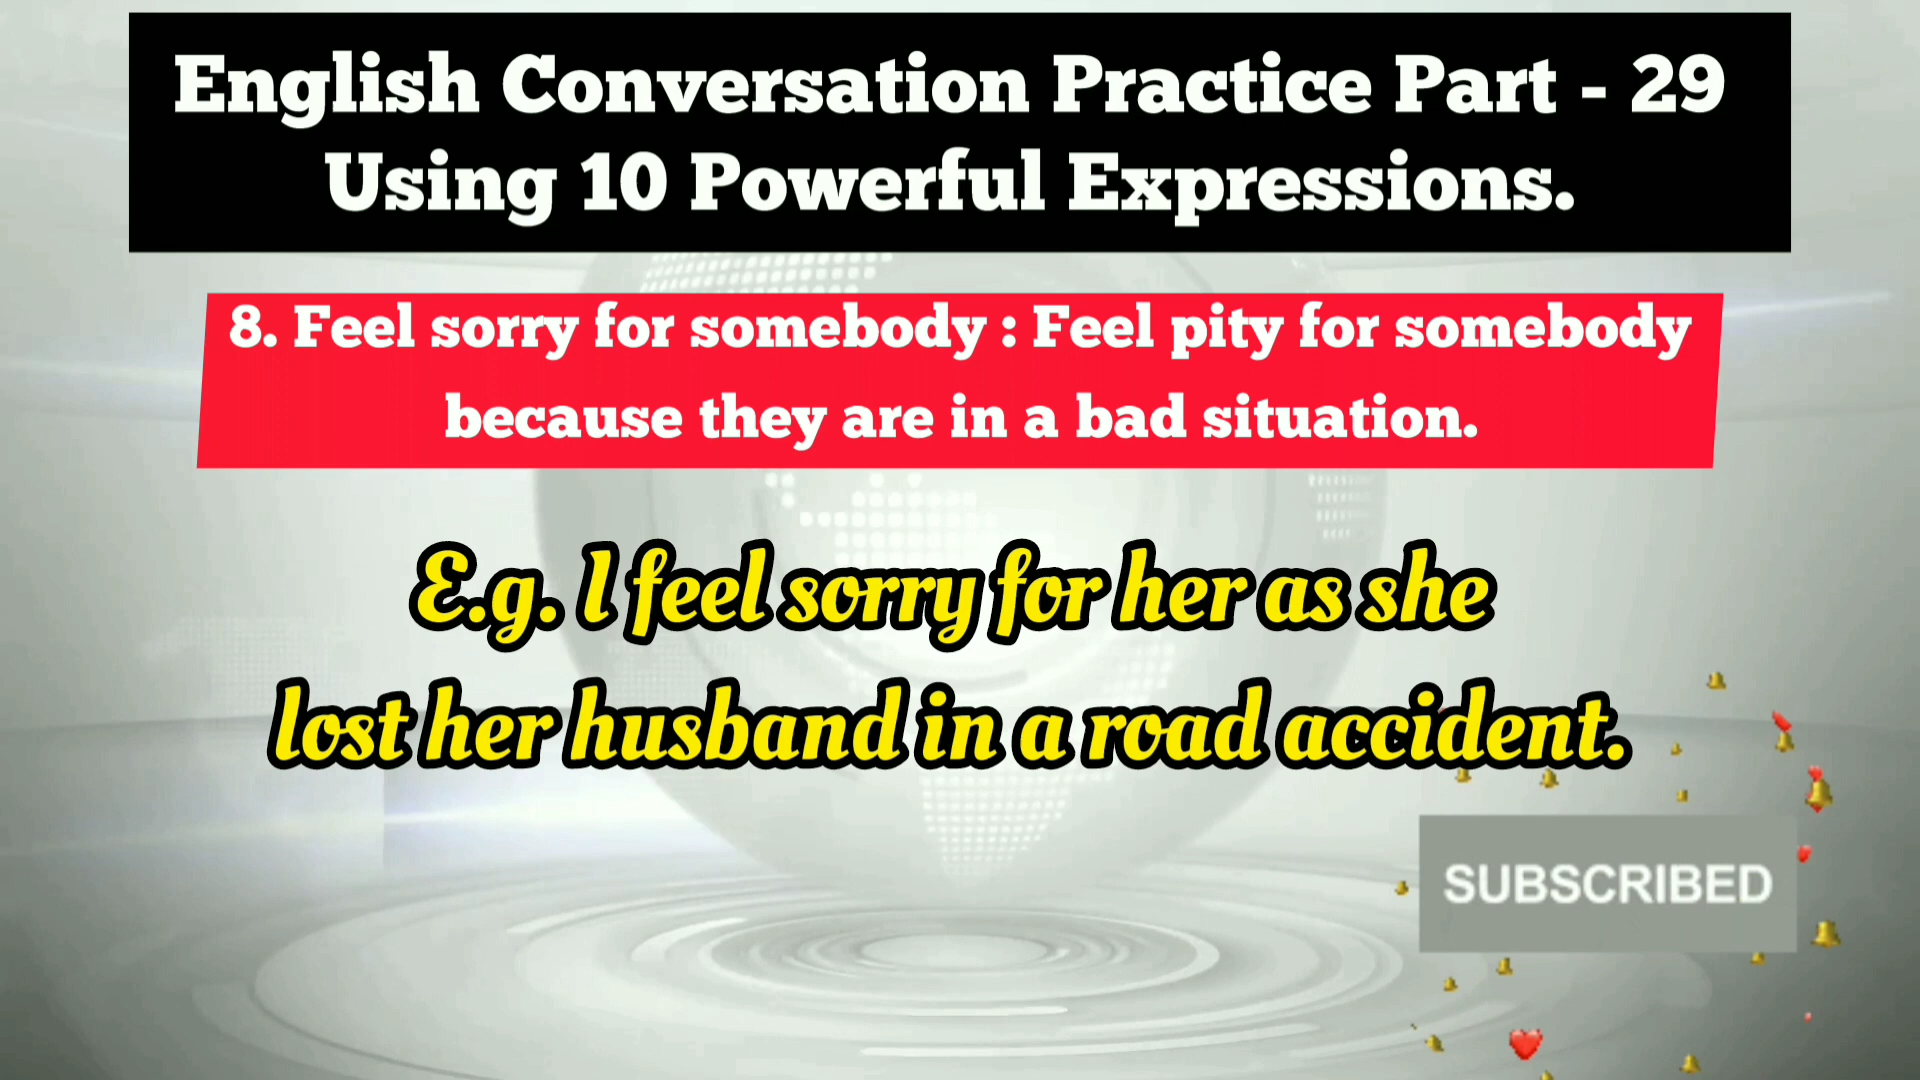 English Conversation Practice Part - 29
Using 10 Powerful Expressions.
8. Feel sorry for somebody : Feel pity for somebody
because they are in a bad situation.
E.g. I feel sorry for her as she
lost her husband in a road accident.
SUBSCRIBED